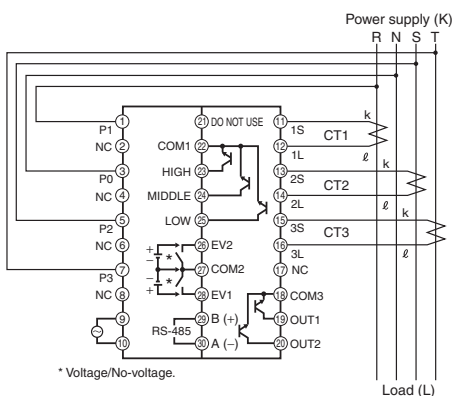 Power supply (K)
R N S T
1 21 DO NOT USE 11 k
P1 1S CT1
NC 2 COM1 22 12 1L ℓ
3 HIGH 23 13 k
P0 2S CT2
NC 4 MIDDLE 24 14 2L ℓ
5 LOW 25 15 k
P2 3S CT3
NC 6 + − * 26 EV2 16 3L ℓ
7 27 COM2 17 NC
P3 − + *
NC 8 28 EV1 18 COM3
9 RS-485 29 B (+) 19 OUT1
10 30 A (−) 20 OUT2
* Voltage/No-voltage.
Load (L)